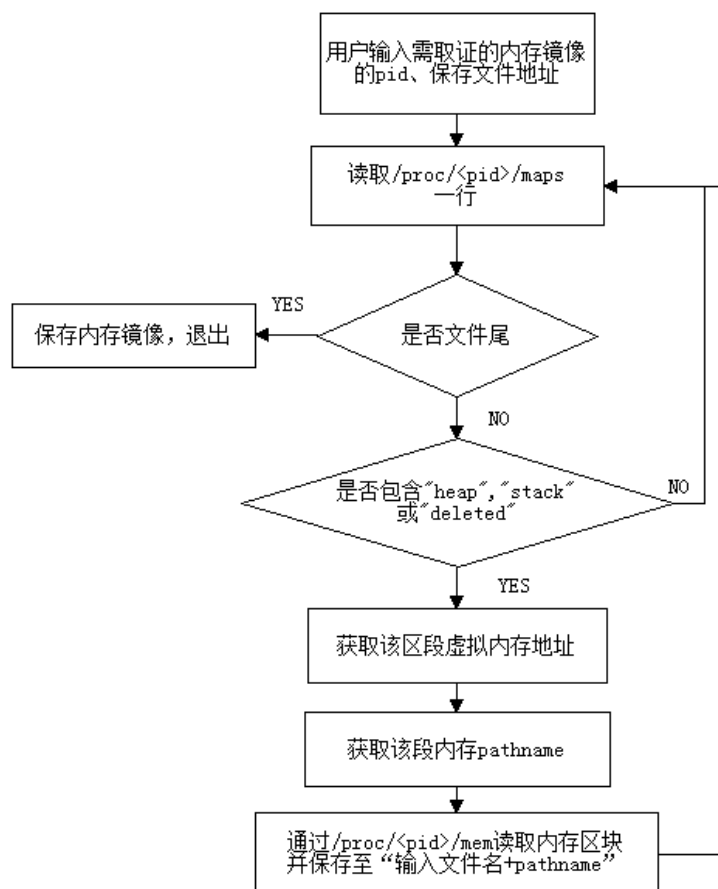 用户输入需取证的内存镜像
的pid、保存文件地址
读取/proc/<pid>/maps
一行
YES
保存内存镜像，退出
是否文件尾
NO
是否包含"heap","stack"
或"deleted"
NO
YES
获取该区段虚拟内存地址
获取该段内存pathname
通过/proc/<pid>/mem读取内存区块
并保存至“输入文件名+pathname”